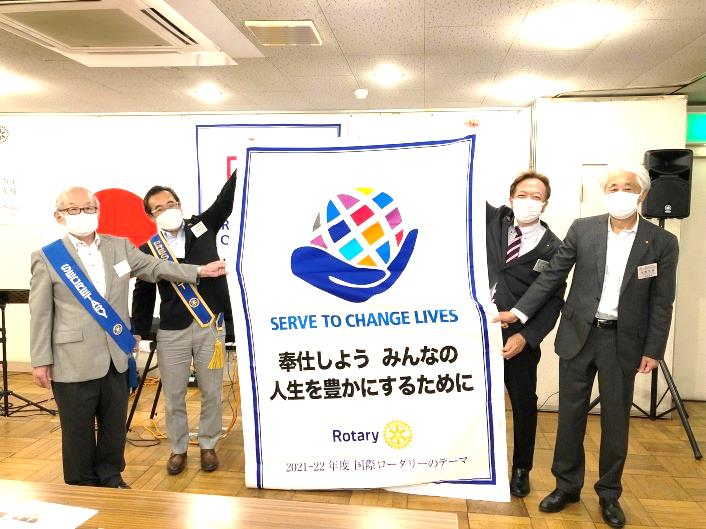 SERVE TO CHANGE LIVES
奉仕しよう みんなの
人生を豊かにするために
Rotary
2021-22 年度 国際ロータリーのテーマ